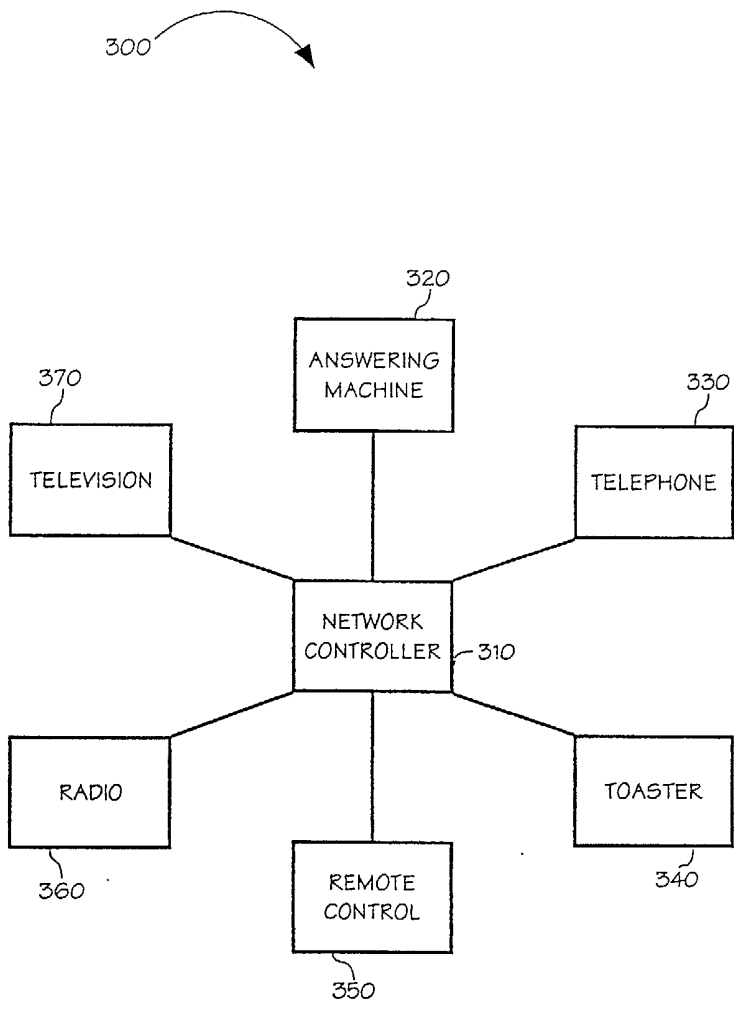 300
320
ANSWERING
MACHINE
370
TELEVISION
330
TELEPHONE
NETWORK
CONTROLLER
310
RADIO
360
TOASTER
340
REMOTE
CONTROL
350